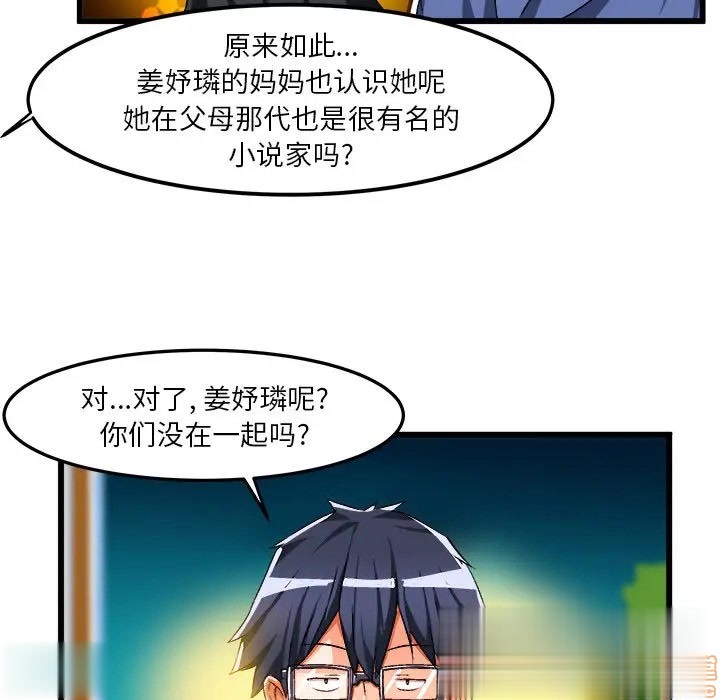 原来如此...
姜妤璘的妈妈也认识她呢
她在父母那代也是很有名的
小说家吗?
对...对了, 姜妤璘呢?
你们没在一起吗?